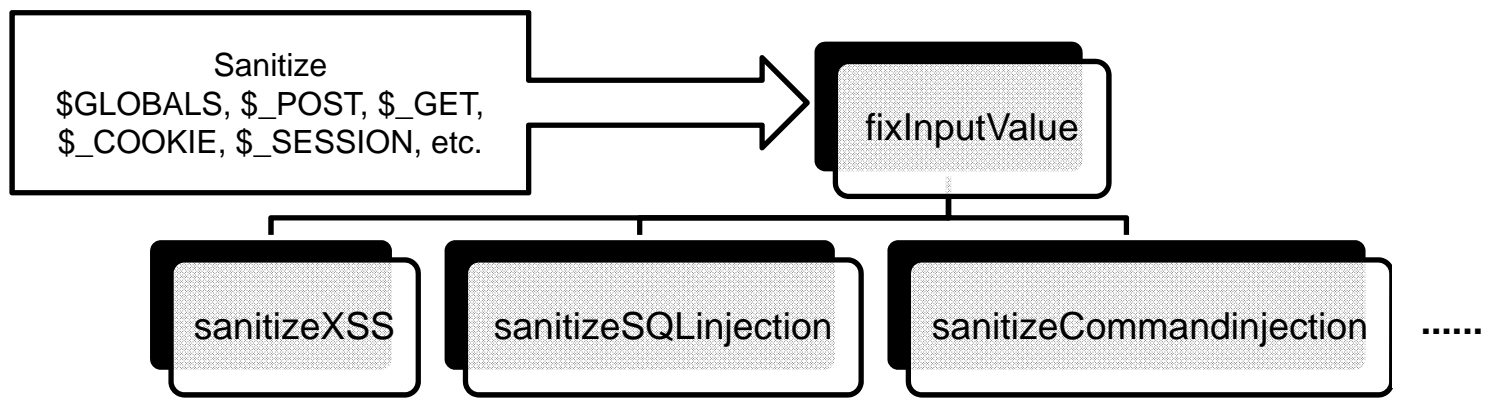 Sanitize
$GLOBALS, $_POST, $_GET,
$_COOKIE, $_SESSION, etc.
fixInputValue
sanitizeXSS
sanitizeSQLinjection
sanitizeCommandinjection
......